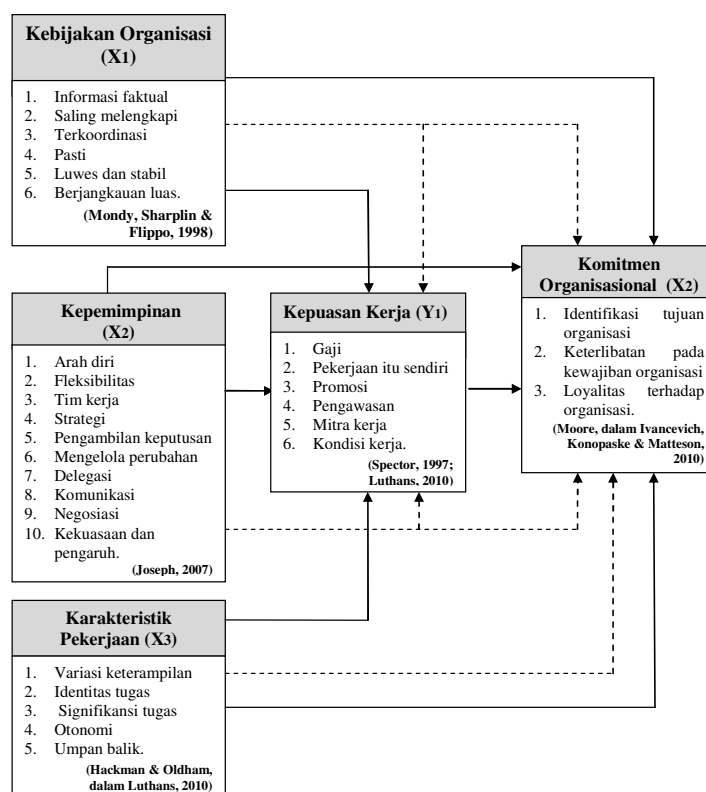 Kebijakan Organisasi
(X1)
1. Informasi faktual
2. Saling melengkapi
3. Terkoordinasi
4. Pasti
5. Luwes dan stabil
6. Berjangkauan luas.
(Mondy, Sharplin &
Flippo, 1998)
Kepemimpinan
(X2)
1. Arah diri
2. Fleksibilitas
3. Tim kerja
4. Strategi
5. Pengambilan keputusan
6. Mengelola perubahan
7. Delegasi
8. Komunikasi
9. Negosiasi
10. Kekuasaan dan
pengaruh.
(Joseph, 2007)
Karakteristik
Pekerjaan (X3)
1. Variasi keterampilan
2. Identitas tugas
3. Signifikansi tugas
4. Otonomi
5. Umpan balik.
(Hackman & Oldham,
dalam Luthans, 2010)
Kepuasan Kerja (Y1)
1. Gaji
2. Pekerjaan itu sendiri
3. Promosi
4. Pengawasan
5. Mitra kerja
6. Kondisi kerja.
(Spector, 1997;
Luthans, 2010)
Komitmen
Organisasional (X2)
1. Identifikasi tujuan
organisasi
2. Keterlibatan pada
kewajiban organisasi
3. Loyalitas terhadap
organisasi.
(Moore, dalam Ivancevich,
Konopaske & Matteson,
2010)